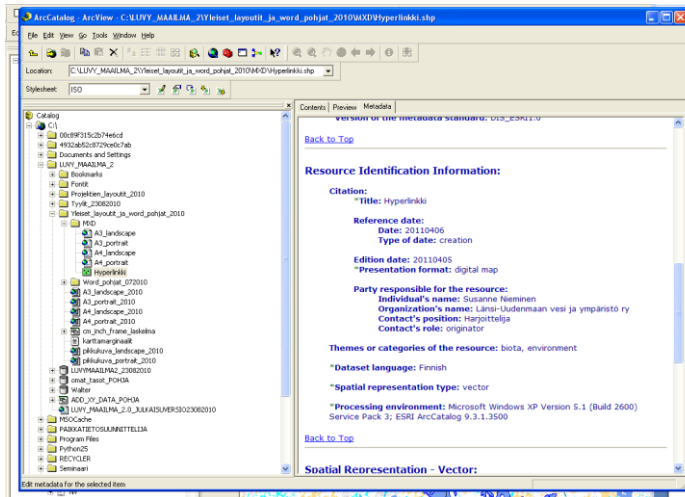 ArcCatalog - ArcView - C:\LUVY_MAAILMA_2\Yleiset_layoutit_ja_word_pohjat_2010\MXD\Hyperlinkki.shp
File Edit View Go Tools Window Help
Location: C:\LUVY_MAAILMA_2\Yleiset_layoutit_ja_word_pohjat_2010\MXD\Hyperlinkki.shp
Stylesheet: ISO
Catalog
C:\
00c89f315c2b74e6cd
4932ab52c8729ce0c7ab
Documents and Settings
LUVY_MAAILMA_2
Bookmarks
Fontit
Projektien_layoutit_2010
Tyylit_23082010
Yleiset_layoutit_ja_word_pohjat_2010
MXD
A3_landscape
A3_portrait
A4_landscape
A4_portrait
Hyperlinkki
Word_pohjat_072010
A3_landscape_2010
A3_portrait_2010
A4_landscape_2010
A4_portrait_2010
cm_inch_frame_laskelma
karttamarginaalit
pikkukuva_landscape_2010
pikkukuva_portrait_2010
LUVYMAAILMA2_23082010
omat_tasot_POHJA
Walter
ADD_XY_DATA_POHJA
LUVY_MAAILMA_2.0_JULKAISUVERSIO23082010
MSOCache
PAIKKATIETOSUUNNITTELIJA
Program Files
Python25
RECYCLER
Seminaari
Contents Preview Metadata
Version of the metadata standard: DIS_ESRI1.0
Back to Top
Resource Identification Information:
Citation:
*Title: Hyperlinkki
Reference date:
Date: 20110406
Type of date: creation
Edition date: 20110405
*Presentation format: digital map
Party responsible for the resource:
Individual's name: Susanne Nieminen
Organization's name: Länsi-Uudenmaan vesi ja ympäristö ry
Contact's position: Harjoittelija
Contact's role: originator
Themes or categories of the resource: biota, environment
*Dataset language: Finnish
*Spatial representation type: vector
*Processing environment: Microsoft Windows XP Version 5.1 (Build 2600)
Service Pack 3; ESRI ArcCatalog 9.3.1.3500
Back to Top
Spatial Representation - Vector:
Edit metadata for the selected item